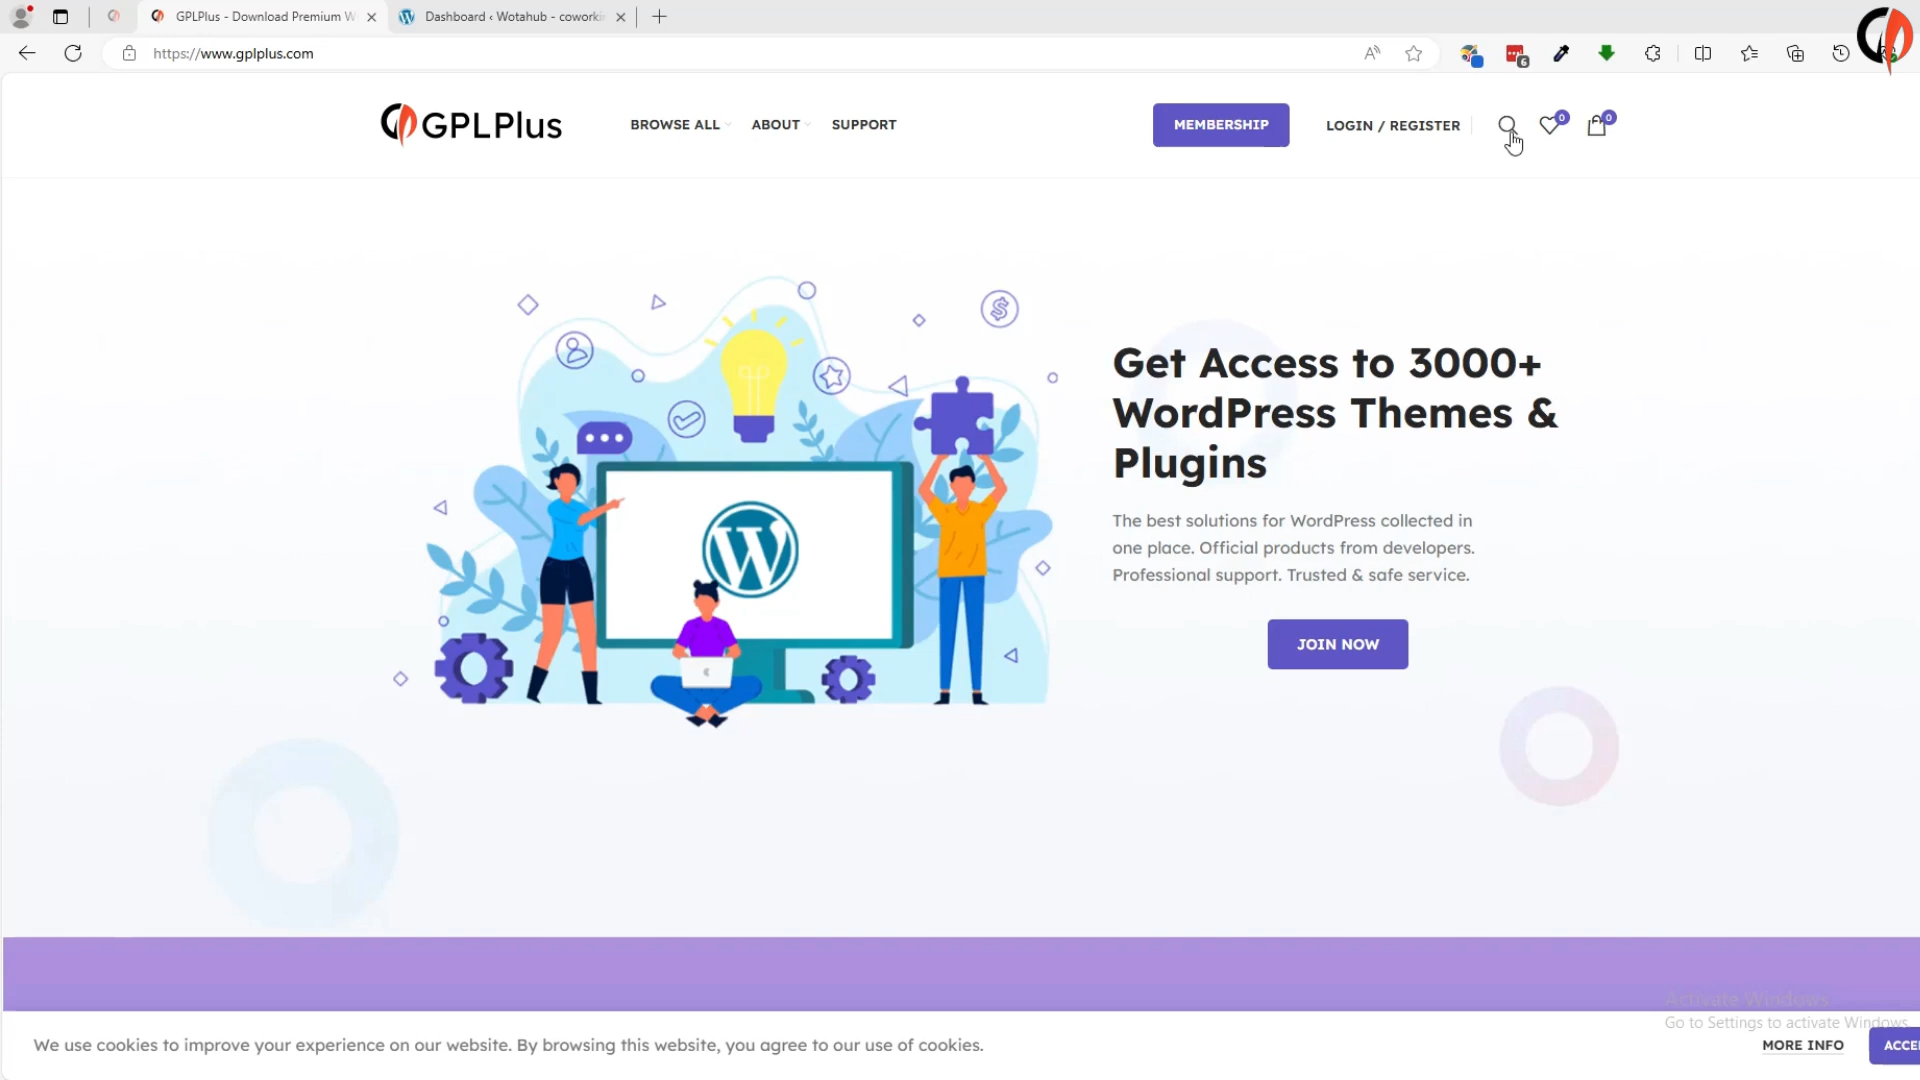 GPLPlus - Download Premium W
Dashboard ‹ Wotahub - coworki
https://www.gplplus.com
6
GPLPlus
BROWSE ALL
ABOUT
SUPPORT
MEMBERSHIP
LOGIN / REGISTER
0
0
Get Access to 3000+
WordPress Themes &
Plugins
The best solutions for WordPress collected in
one place. Official products from developers.
Professional support. Trusted & safe service.
JOIN NOW
Activate Windows
Go to Settings to activate Windows.
We use cookies to improve your experience on our website. By browsing this website, you agree to our use of cookies.
MORE INFO
ACCE